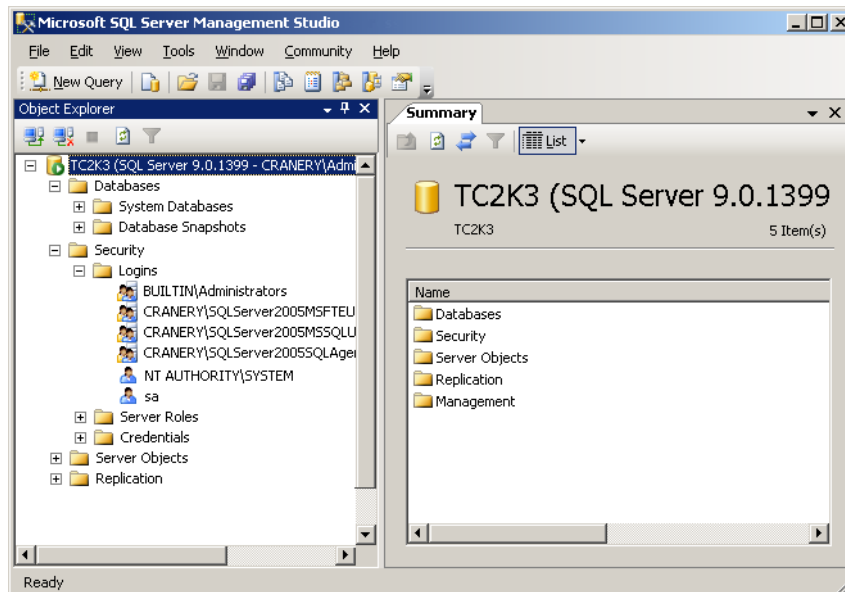 Microsoft SQL Server Management Studio
File Edit View Tools Window Community Help
New Query
Object Explorer
TC2K3 (SQL Server 9.0.1399 - CRANERY\Admi
Databases
System Databases
Database Snapshots
Security
Logins
BUILTIN\Administrators
CRANERY\SQLServer2005MSFTEU
CRANERY\SQLServer2005MSSQLU
CRANERY\SQLServer2005SQLAgen
NT AUTHORITY\SYSTEM
sa
Server Roles
Credentials
Server Objects
Replication
Summary
List
TC2K3 (SQL Server 9.0.1399
TC2K3 5 Item(s)
Name
Databases
Security
Server Objects
Replication
Management
Ready